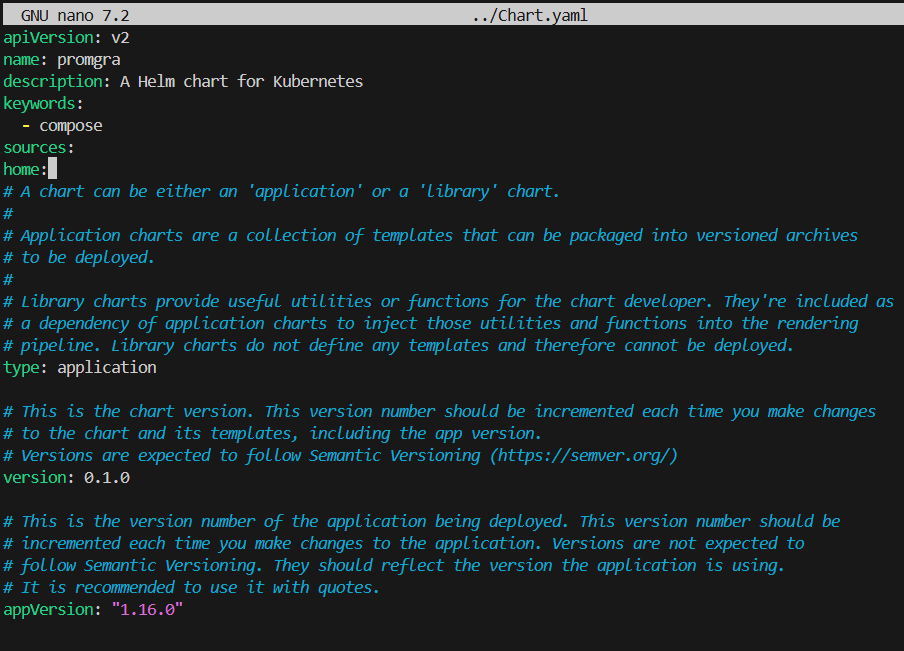 GNU nano 7.2 ../Chart.yaml
apiVersion: v2
name: promgra
description: A Helm chart for Kubernetes
keywords:
  - compose
sources:
home:
# A chart can be either an 'application' or a 'library' chart.
#
# Application charts are a collection of templates that can be packaged into versioned archives
# to be deployed.
#
# Library charts provide useful utilities or functions for the chart developer. They're included as
# a dependency of application charts to inject those utilities and functions into the rendering
# pipeline. Library charts do not define any templates and therefore cannot be deployed.
type: application

# This is the chart version. This version number should be incremented each time you make changes
# to the chart and its templates, including the app version.
# Versions are expected to follow Semantic Versioning (https://semver.org/)
version: 0.1.0

# This is the version number of the application being deployed. This version number should be
# incremented each time you make changes to the application. Versions are not expected to
# follow Semantic Versioning. They should reflect the version the application is using.
# It is recommended to use it with quotes.
appVersion: "1.16.0"